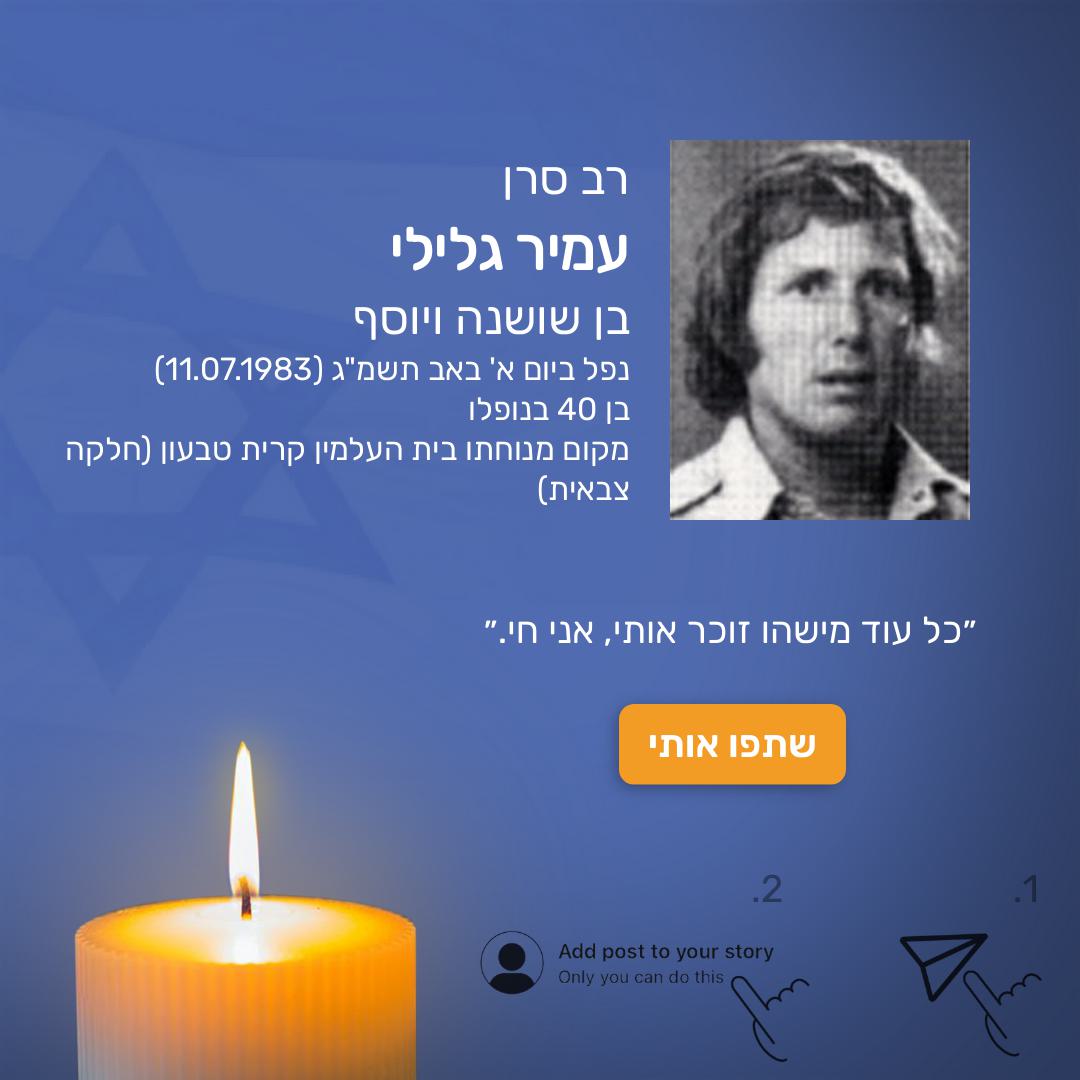 רב סרן
עמיר גלילי
בן שושנה ויוסף
נפל ביום א' באב תשמ"ג (11.07.1983)
בן 40 בנופלו
מקום מנוחתו בית העלמין קרית טבעון (חלקה
צבאית)
״כל עוד מישהו זוכר אותי, אני חי.״
שתפו אותי
1.
2.
Add post to your story
Only you can do this